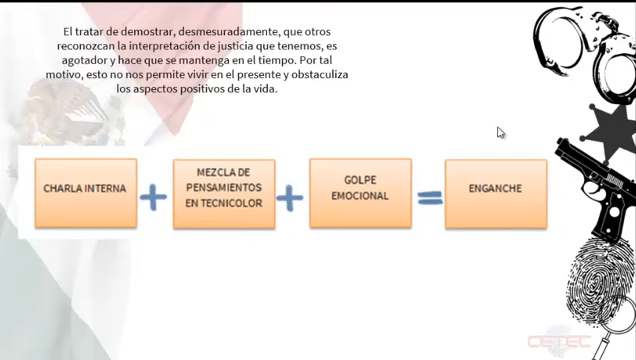 El tratar de demostrar, desmesuradamente, que otros
reconozcan la interpretación de justicia que tenemos, es
agotador y hace que se mantenga en el tiempo. Por tal
motivo, esto no nos permite vivir en el presente y obstaculiza
los aspectos positivos de la vida.
CHARLA INTERNA
+
MEZCLA DE
PENSAMIENTOS
EN TECNICOLOR
+
GOLPE
EMOCIONAL
=
ENGANCHE
CETEC